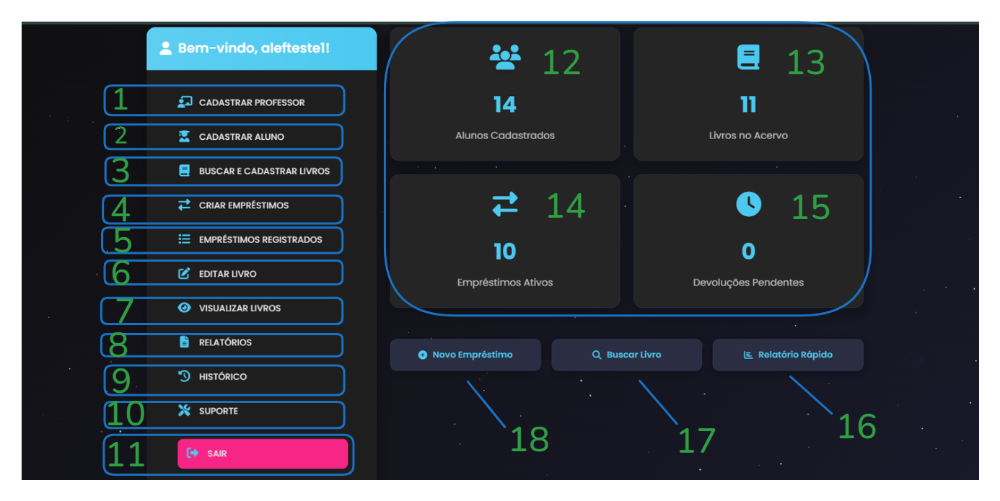 Bem-vindo, alefteste1!
1 CADASTRAR PROFESSOR
2 CADASTRAR ALUNO
3 BUSCAR E CADASTRAR LIVROS
4 CRIAR EMPRÉSTIMOS
5 EMPRÉSTIMOS REGISTRADOS
6 EDITAR LIVRO
7 VISUALIZAR LIVROS
8 RELATÓRIOS
9 HISTÓRICO
10 SUPORTE
11 SAIR
12
14
Alunos Cadastrados
13
11
Livros no Acervo
14
10
Empréstimos Ativos
15
0
Devoluções Pendentes
Novo Empréstimo
Buscar Livro
Relatório Rápido
18
17
16